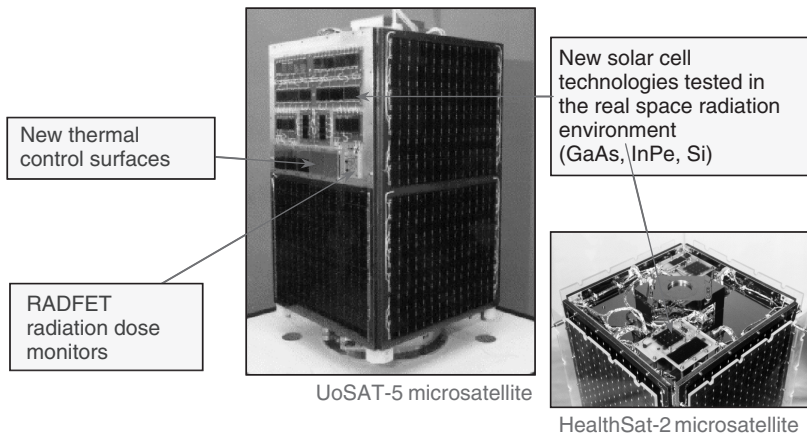 New solar cell
technologies tested in
the real space radiation
environment
(GaAs, InPe, Si)
New thermal
control surfaces
RADFET
radiation dose
monitors
UoSAT-5 microsatellite
HealthSat-2 microsatellite